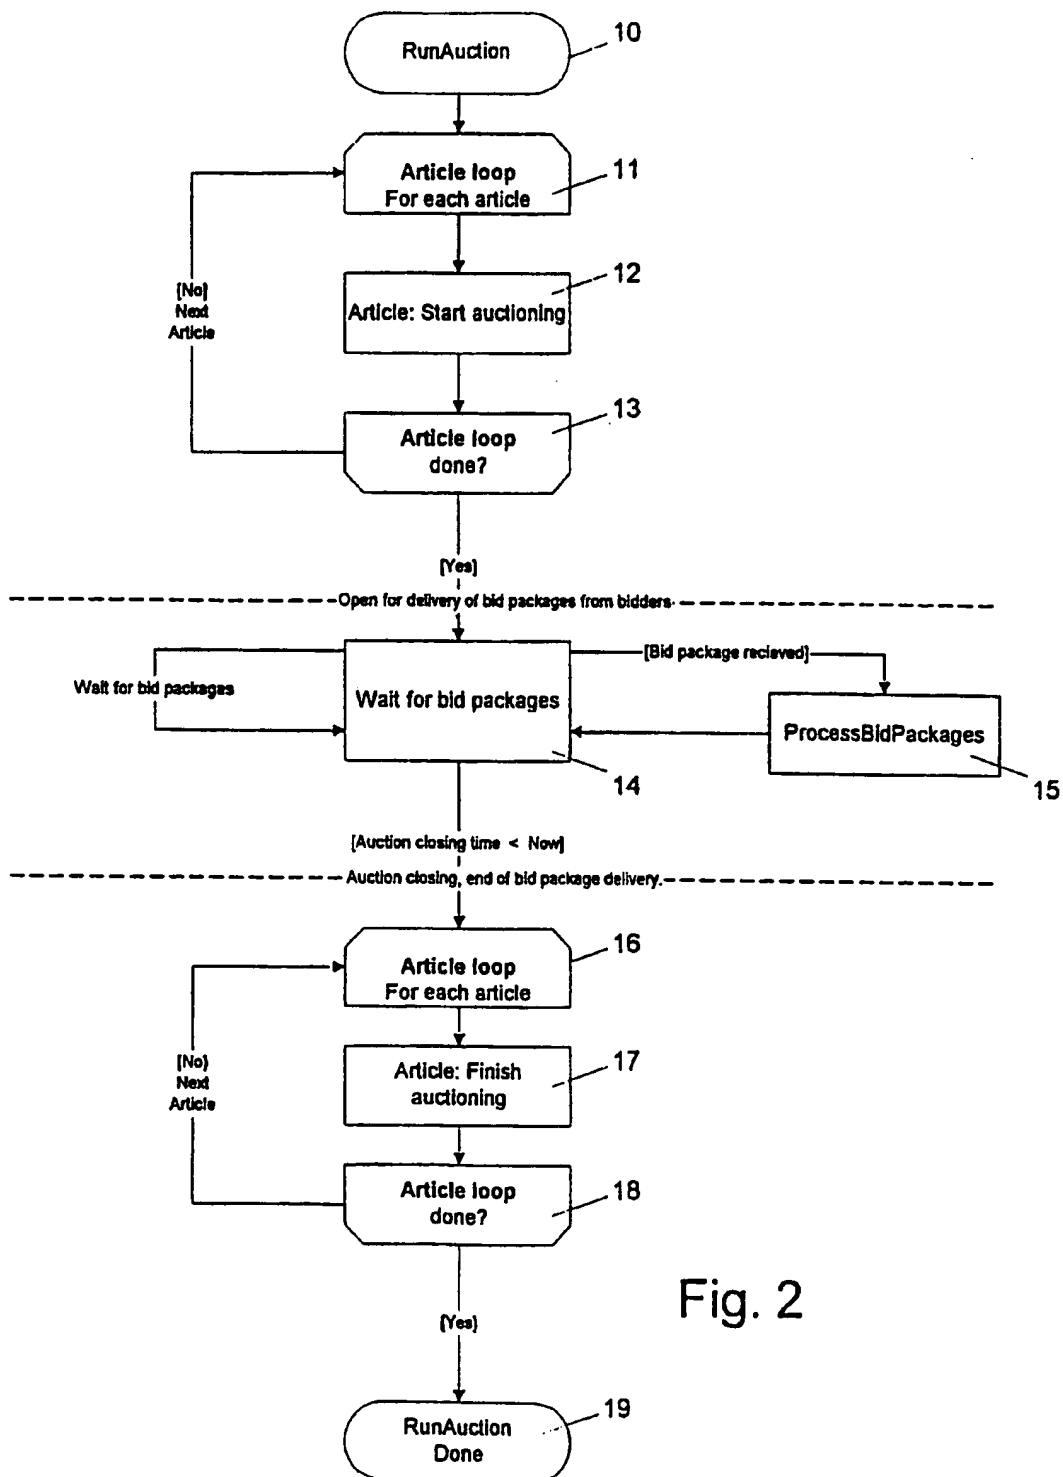 RunAuction
10
Article loop
For each article
11
12
Article: Start auctioning
[No]
Next
Article
13
Article loop
done?
[Yes]
Open for delivery of bid packages from bidders
[Bid package recieved]
Wait for bid packages
Wait for bid packages
ProcessBidPackages
14
15
[Auction closing time < Now]
Auction closing, end of bid package delivery.
16
Article loop
For each article
17
Article: Finish
auctioning
[No]
Next
Article
18
Article loop
done?
Fig. 2
[Yes]
19
RunAuction
Done